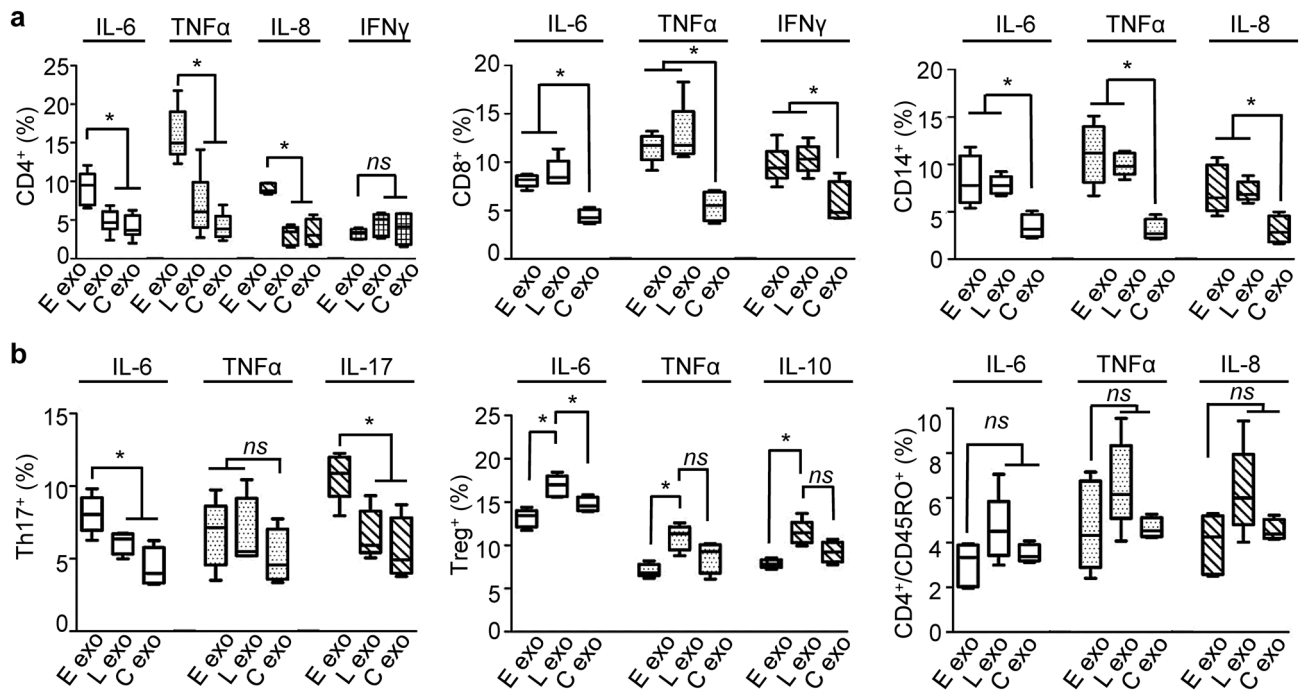 a
IL-6 TNFα IL-8 IFNγ
CD4⁺ (%)
25
20
15
10
5
0
E exo L exo C exo E exo L exo C exo E exo L exo C exo E exo L exo C exo
* * * ns
IL-6 TNFα IFNγ
CD8⁺ (%)
20
15
10
5
0
E exo L exo C exo E exo L exo C exo E exo L exo C exo
* * *
IL-6 TNFα IL-8
CD14⁺ (%)
20
15
10
5
0
E exo L exo C exo E exo L exo C exo E exo L exo C exo
* * *
b
IL-6 TNFα IL-17
Th17⁺ (%)
15
10
5
0
E exo L exo C exo E exo L exo C exo E exo L exo C exo
* ns *
IL-6 TNFα IL-10
Treg⁺ (%)
25
20
15
10
5
0
E exo L exo C exo E exo L exo C exo E exo L exo C exo
* * * ns * ns
IL-6 TNFα IL-8
CD4⁺/CD45RO⁺ (%)
10
8
6
4
2
0
E exo L exo C exo E exo L exo C exo E exo L exo C exo
ns ns ns